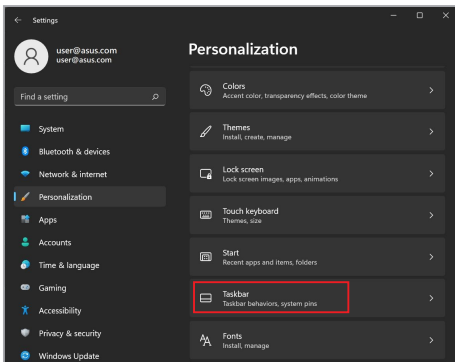 Settings
user@asus.com
user@asus.com
Find a setting
System
Bluetooth & devices
Network & internet
Personalization
Apps
Accounts
Time & language
Gaming
Accessibility
Privacy & security
Windows Update
Personalization
Colors
Accent color, transparency effects, color theme
Themes
Install, create, manage
Lock screen
Lock screen images, apps, animations
Touch keyboard
Themes, size
Start
Recent apps and items, folders
Taskbar
Taskbar behaviors, system pins
Fonts
Install, manage